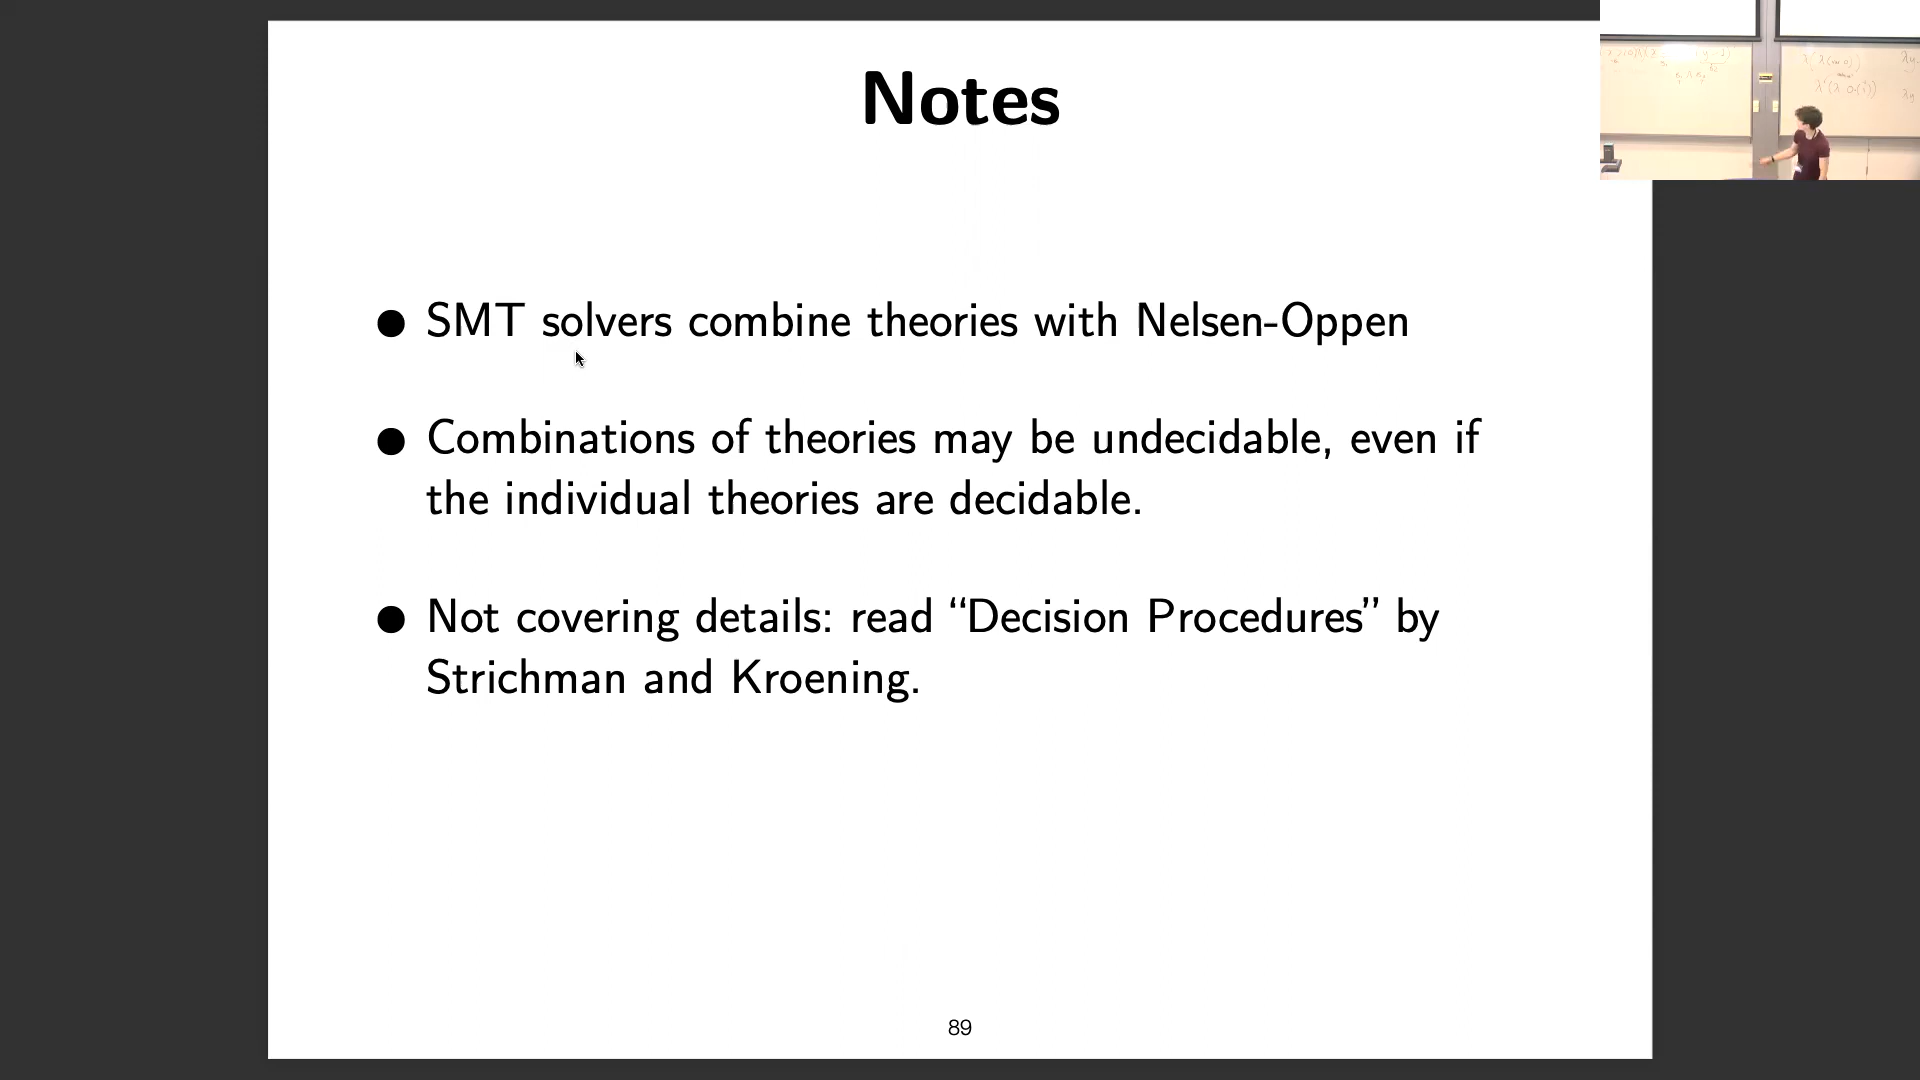 Notes
● SMT solvers combine theories with Nelsen-Oppen
● Combinations of theories may be undecidable, even if
the individual theories are decidable.
● Not covering details: read “Decision Procedures” by
Strichman and Kroening.
89